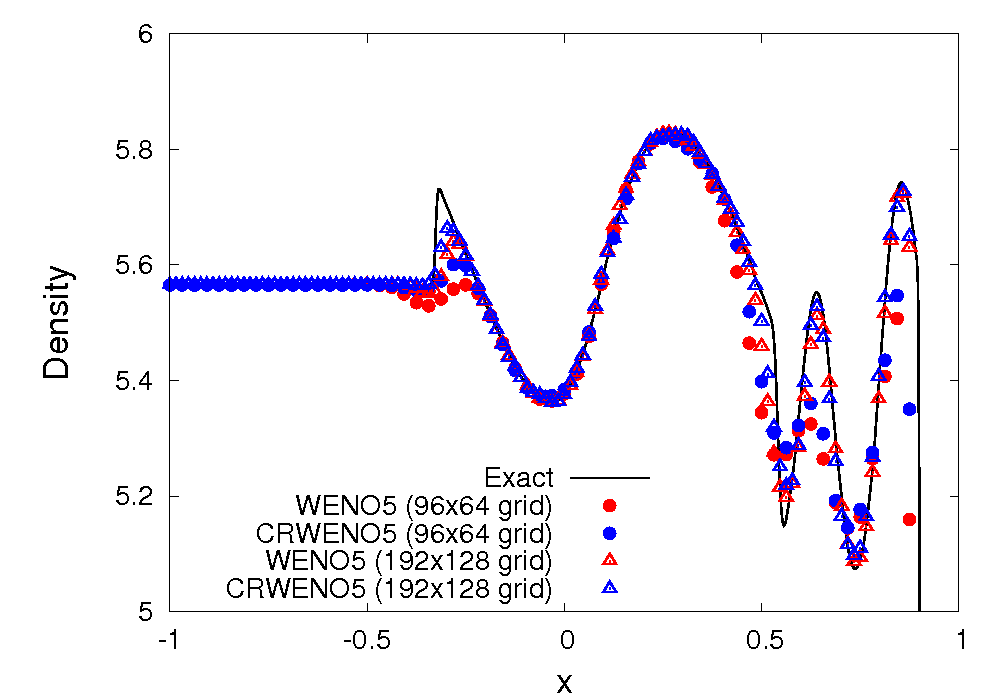 6
5.8
5.6
5.4
5.2
5
Density
Exact
WENO5 (96x64 grid)
CRWENO5 (96x64 grid)
WENO5 (192x128 grid)
CRWENO5 (192x128 grid)
-1
-0.5
0
0.5
1
x